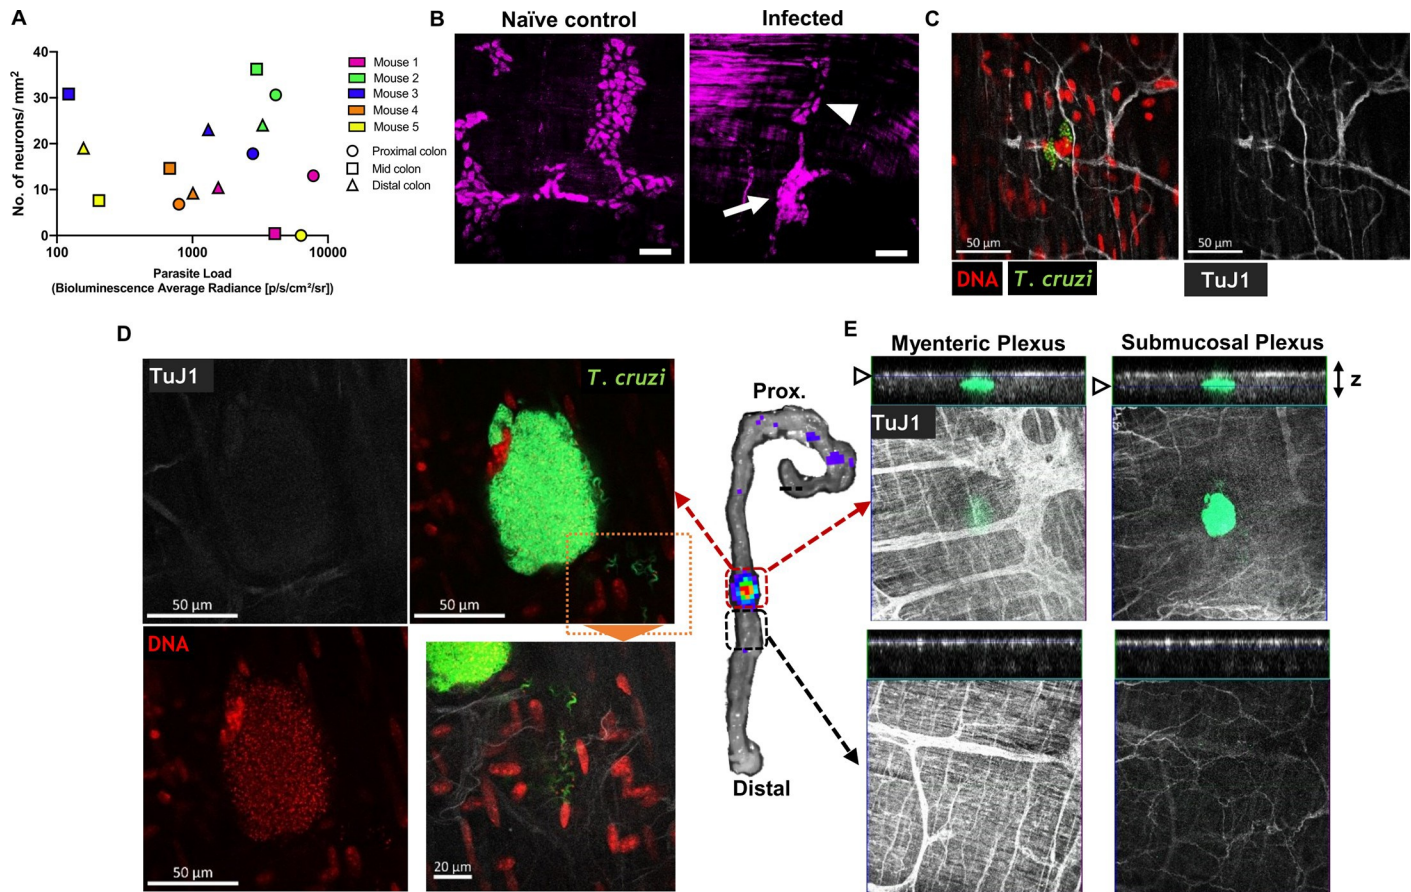 A
No. of neurons/ mm²
40
30
20
10
0
100
1000
10000
Parasite Load
(Bioluminescence Average Radiance [p/s/cm²/sr])
Mouse 1
Mouse 2
Mouse 3
Mouse 4
Mouse 5
Proximal colon
Mid colon
Distal colon
B
Naïve control
Infected
C
50 µm
50 µm
DNA
T. cruzi
TuJ1
D
TuJ1
T. cruzi
50 µm
50 µm
DNA
50 µm
20 µm
Prox.
Distal
E
Myenteric Plexus
Submucosal Plexus
z
TuJ1